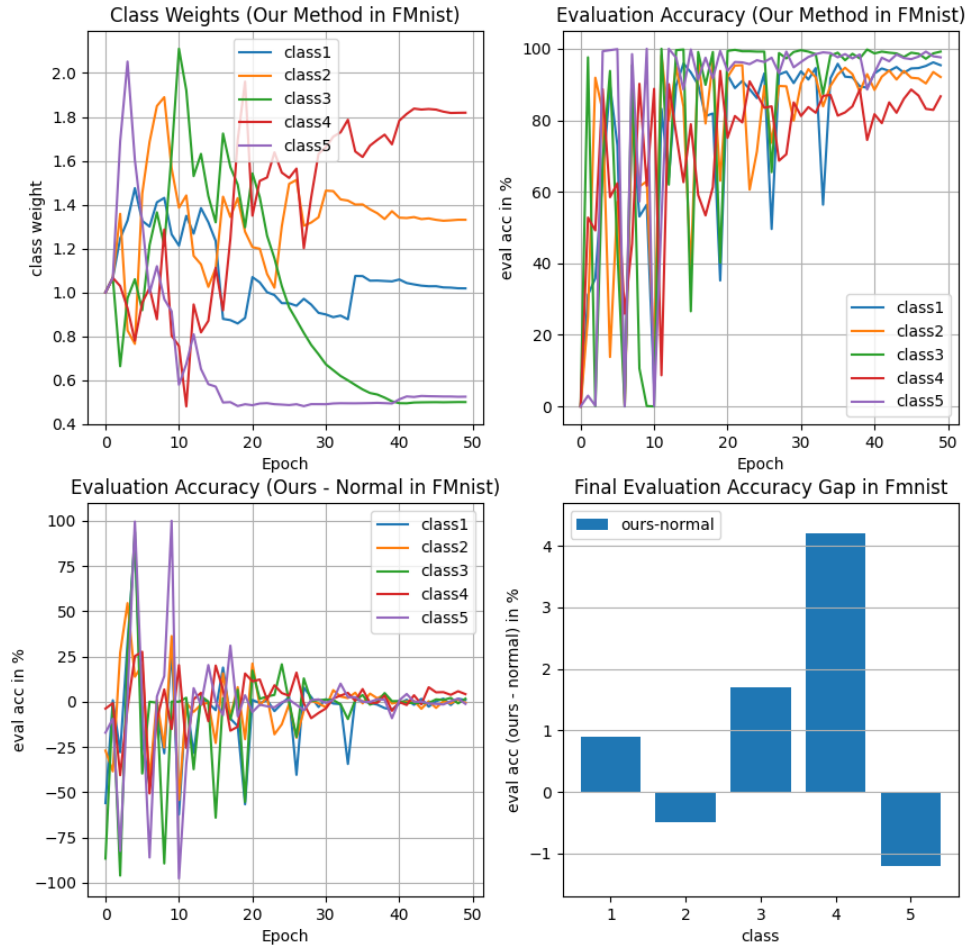 Class Weights (Our Method in FMnist)
class weight
2.0
1.8
1.6
1.4
1.2
1.0
0.8
0.6
0.4
class1
class2
class3
class4
class5
0 10 20 30 40 50
Epoch
Evaluation Accuracy (Our Method in FMnist)
eval acc in %
100
80
60
40
20
0
class1
class2
class3
class4
class5
0 10 20 30 40 50
Epoch
Evaluation Accuracy (Ours - Normal in FMnist)
eval acc in %
100
75
50
25
0
−25
−50
−75
−100
class1
class2
class3
class4
class5
0 10 20 30 40 50
Epoch
Final Evaluation Accuracy Gap in Fmnist
eval acc (ours - normal) in %
ours-normal
4
3
2
1
0
−1
1 2 3 4 5
class